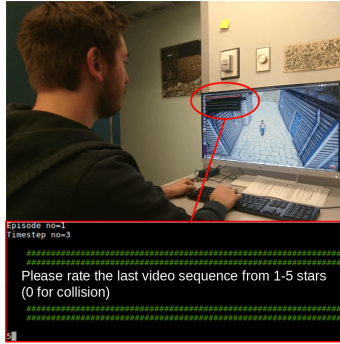 Episode no=1
Timestep no=3
Please rate the last video sequence from 1-5 stars
(0 for collision)
5